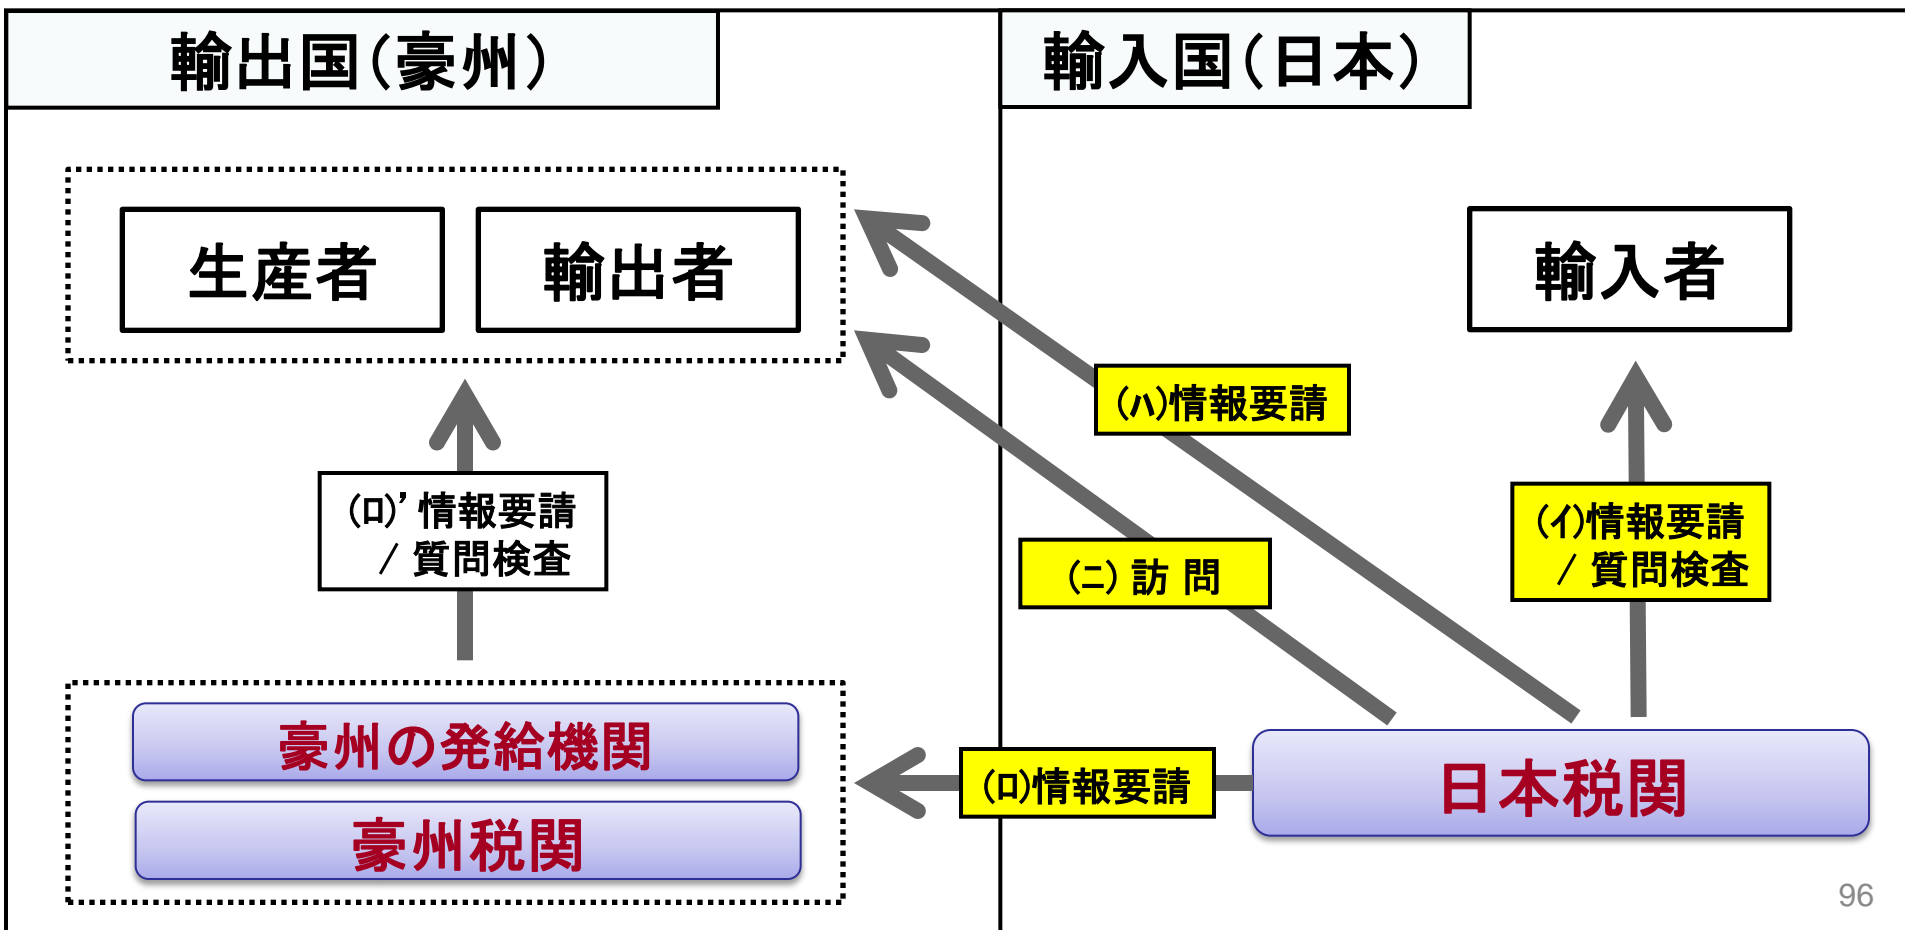 輸出国（豪州）
輸入国（日本）
生産者
輸出者
輸入者
(ﾊ)情報要請
(ﾛ)’情報要請
/ 質問検査
(ｲ)情報要請
/ 質問検査
(ﾆ) 訪 問
豪州の発給機関
(ﾛ)情報要請
日本税関
豪州税関
96